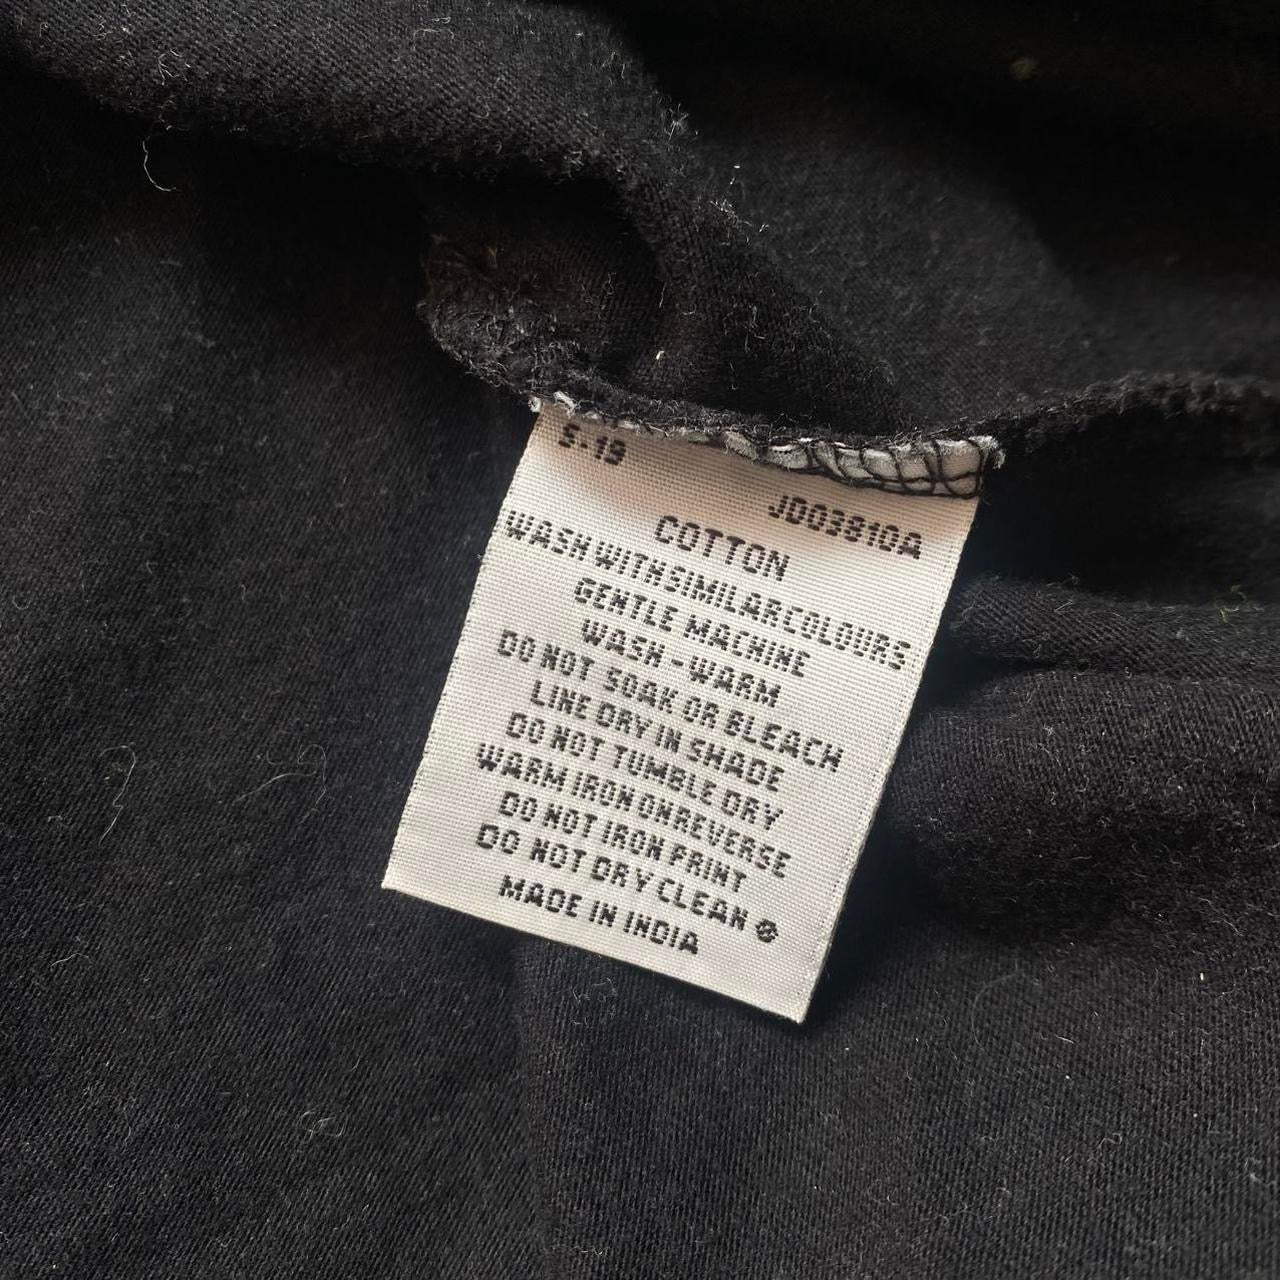 5-19
JD03810A
COTTON
WASH WITH SIMILAR COLOURS
GENTLE MACHINE
WASH - WARM
DO NOT SOAK OR BLEACH
LINE DRY IN SHADE
DO NOT TUMBLE DRY
WARM IRON ON REVERSE
DO NOT IRON PRINT
DO NOT DRY CLEAN
MADE IN INDIA